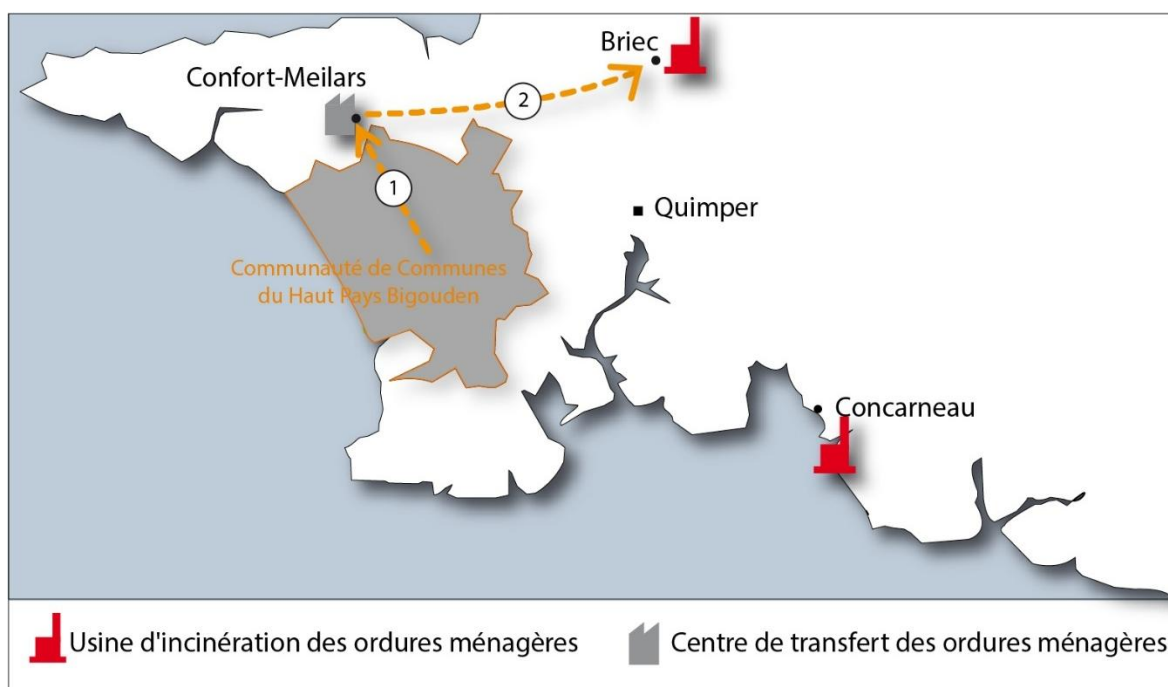 Briec
Confort-Meilars
2
1
Quimper
Communauté de Communes
du Haut Pays Bigouden
Concarneau
Usine d'incinération des ordures ménagères
Centre de transfert des ordures ménagères